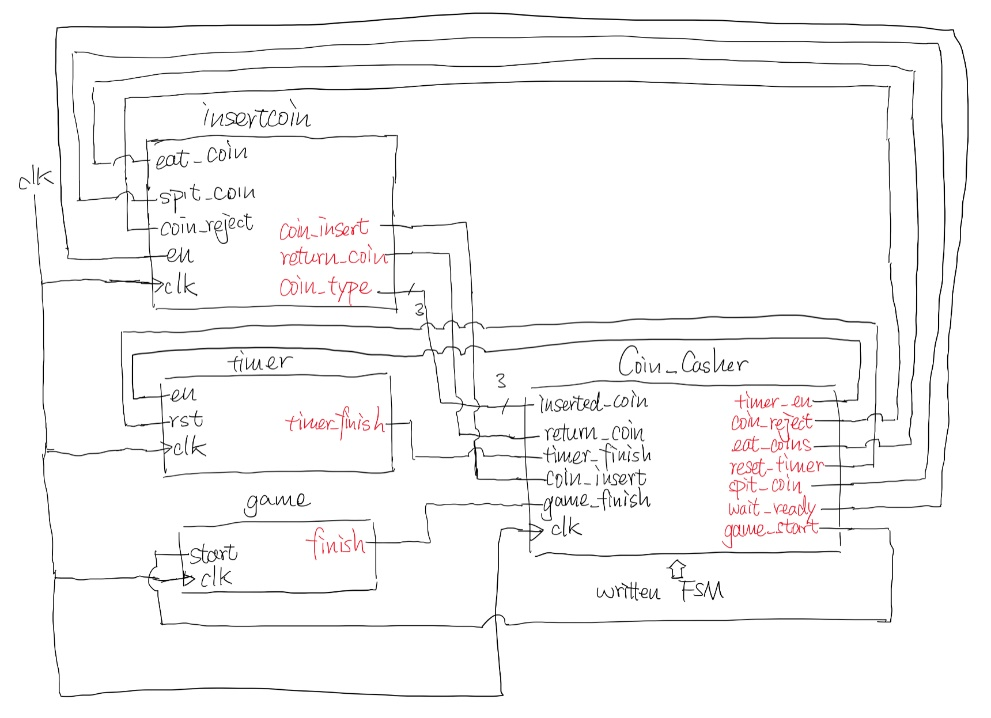 insertcoin
clk
eat_coin
spit_coin
coin_reject
en
clk
coin_insert
return_coin
coin_type
3
timer
en
rst
clk
timer_finish
game
start
clk
finish
Coin_Casher
3
inserted_coin
return_coin
timer_finish
coin_insert
game_finish
clk
timer_en
coin_reject
eat_coins
reset_timer
spit_coin
wait_ready
game_start
written FSM